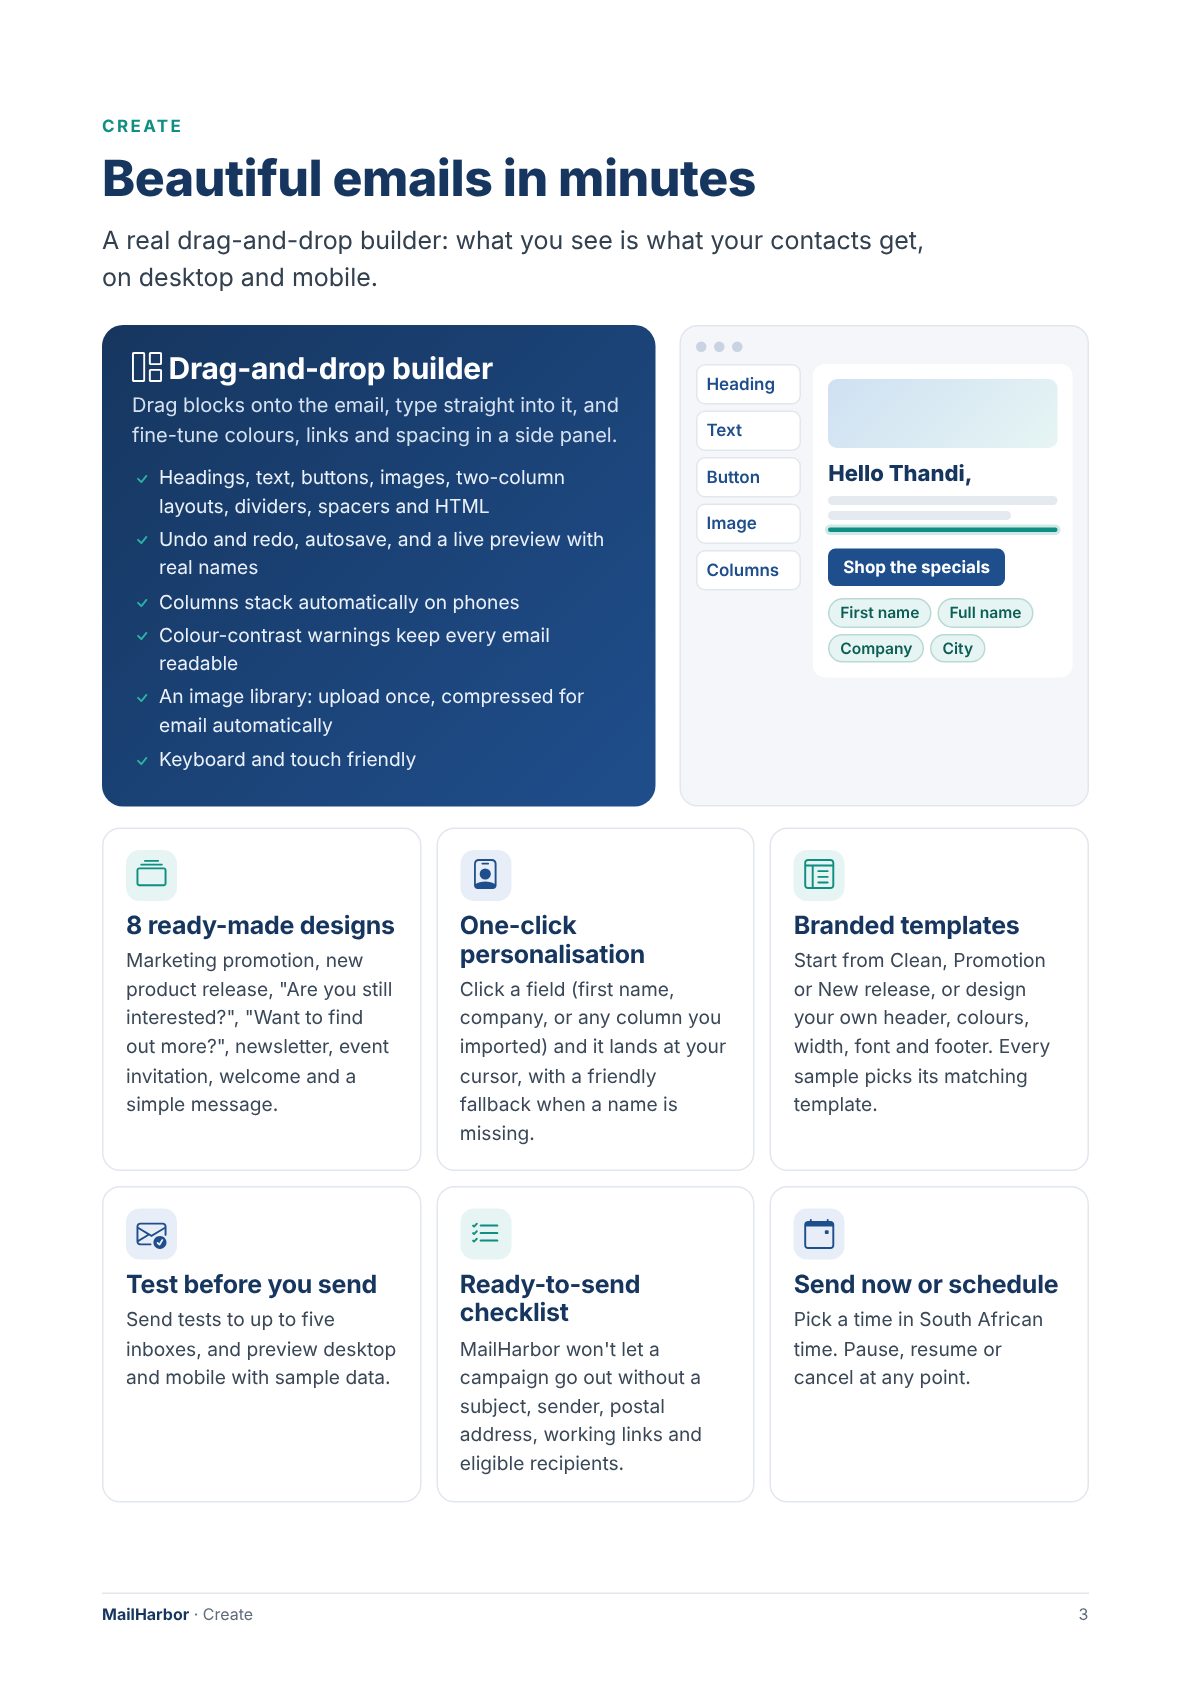 CREATE
Beautiful emails in minutes
A real drag-and-drop builder: what you see is what your contacts get,
on desktop and mobile.
Drag-and-drop builder
Drag blocks onto the email, type straight into it, and
fine-tune colours, links and spacing in a side panel.
Headings, text, buttons, images, two-column
layouts, dividers, spacers and HTML
Undo and redo, autosave, and a live preview with
real names
Columns stack automatically on phones
Colour-contrast warnings keep every email
readable
An image library: upload once, compressed for
email automatically
Keyboard and touch friendly
Heading
Text
Button
Image
Columns
Hello Thandi,
Shop the specials
First name
Full name
Company
City
8 ready-made designs
Marketing promotion, new
product release, "Are you still
interested?", "Want to find
out more?", newsletter, event
invitation, welcome and a
simple message.
One-click
personalisation
Click a field (first name,
company, or any column you
imported) and it lands at your
cursor, with a friendly
fallback when a name is
missing.
Branded templates
Start from Clean, Promotion
or New release, or design
your own header, colours,
width, font and footer. Every
sample picks its matching
template.
Test before you send
Send tests to up to five
inboxes, and preview desktop
and mobile with sample data.
Ready-to-send
checklist
MailHarbor won't let a
campaign go out without a
subject, sender, postal
address, working links and
eligible recipients.
Send now or schedule
Pick a time in South African
time. Pause, resume or
cancel at any point.
MailHarbor · Create
3